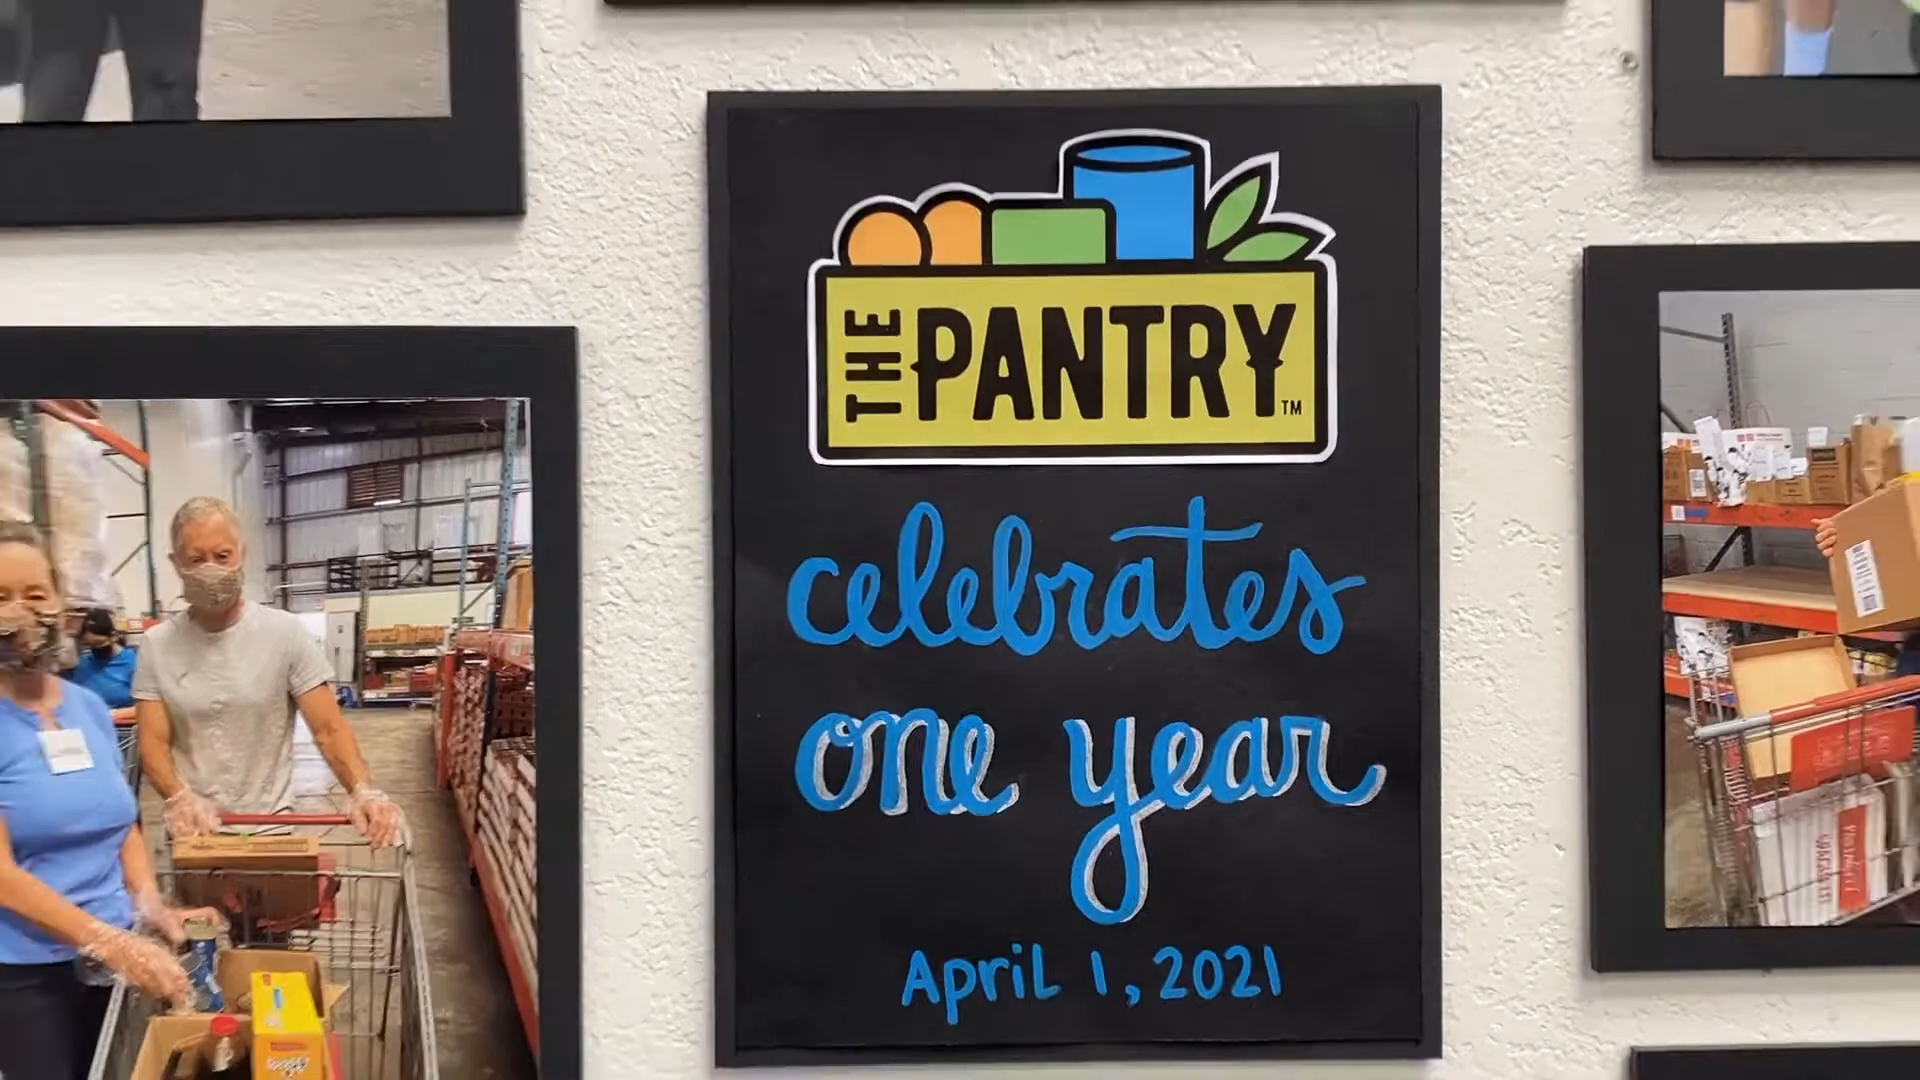 THE PANTRY™
celebrates
one year
April 1, 2021